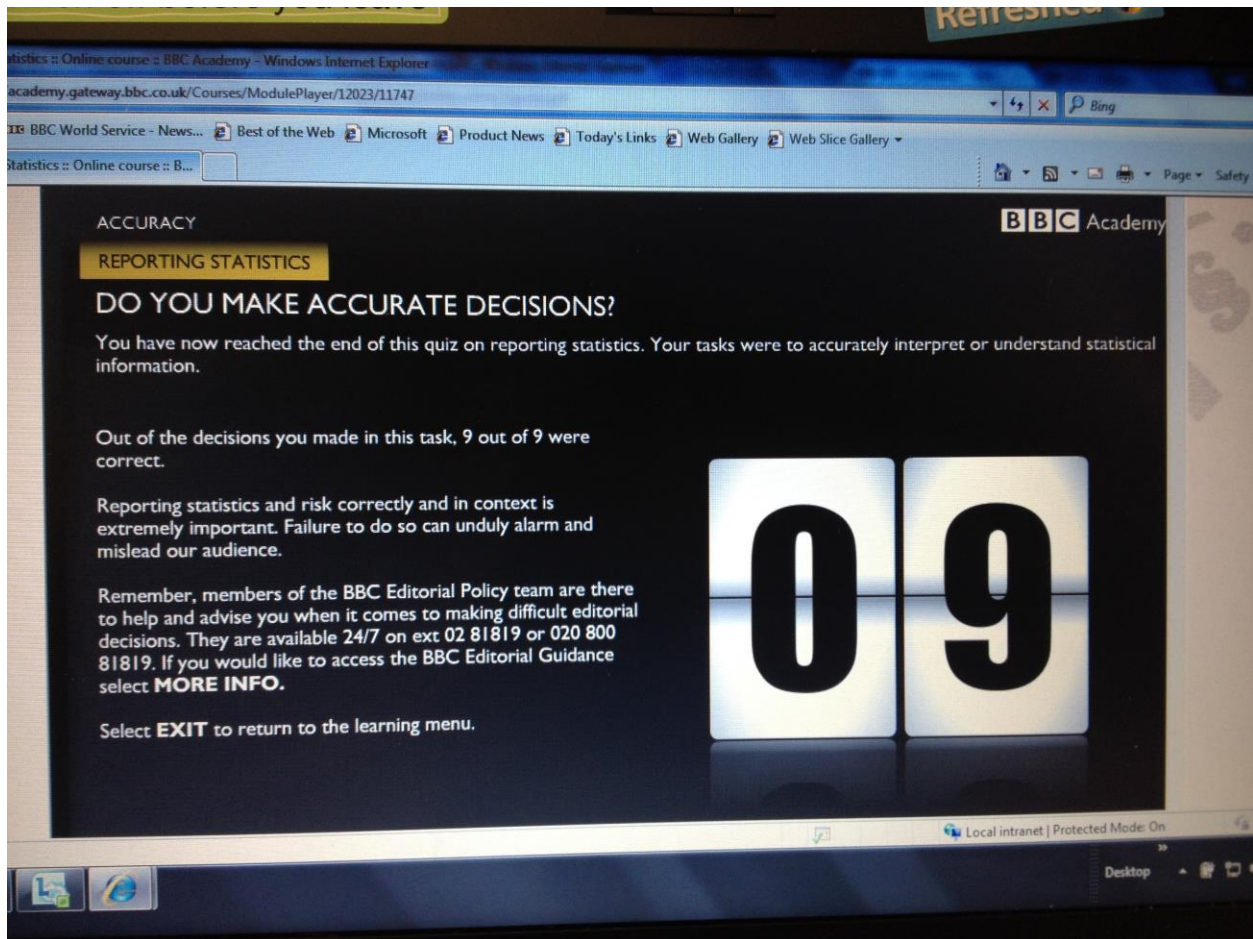 before you leave
Refreshed
tistics :: Online course :: BBC Academy - Windows Internet Explorer
academy.gateway.bbc.co.uk/Courses/ModulePlayer/12023/11747
Bing
BBC World Service - News... Best of the Web Microsoft Product News Today's Links Web Gallery Web Slice Gallery
Statistics :: Online course :: B...
Page Safety
ACCURACY
BBC Academy
REPORTING STATISTICS
DO YOU MAKE ACCURATE DECISIONS?
You have now reached the end of this quiz on reporting statistics. Your tasks were to accurately interpret or understand statistical
information.
Out of the decisions you made in this task, 9 out of 9 were
correct.
Reporting statistics and risk correctly and in context is
extremely important. Failure to do so can unduly alarm and
mislead our audience.
Remember, members of the BBC Editorial Policy team are there
to help and advise you when it comes to making difficult editorial
decisions. They are available 24/7 on ext 02 81819 or 020 800
81819. If you would like to access the BBC Editorial Guidance
select MORE INFO.
Select EXIT to return to the learning menu.
09
Local intranet | Protected Mode: On
Desktop